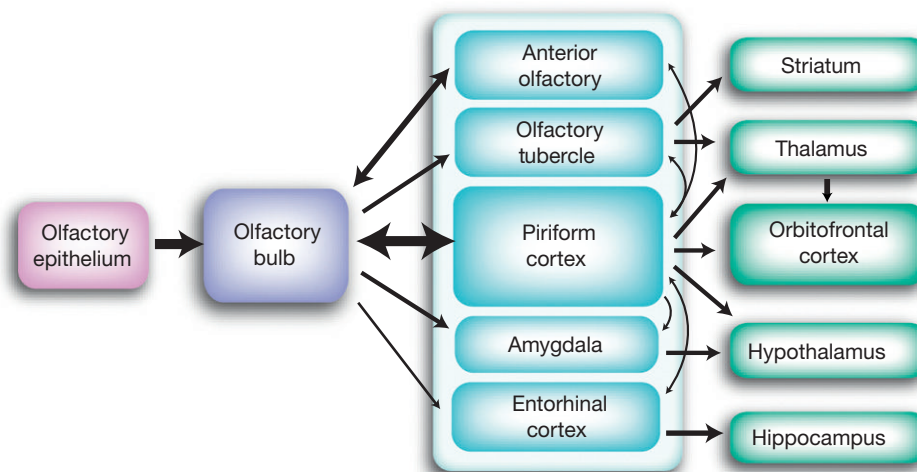 Olfactory
epithelium
Olfactory
bulb
Anterior
olfactory
Olfactory
tubercle
Piriform
cortex
Amygdala
Entorhinal
cortex
Striatum
Thalamus
Orbitofrontal
cortex
Hypothalamus
Hippocampus